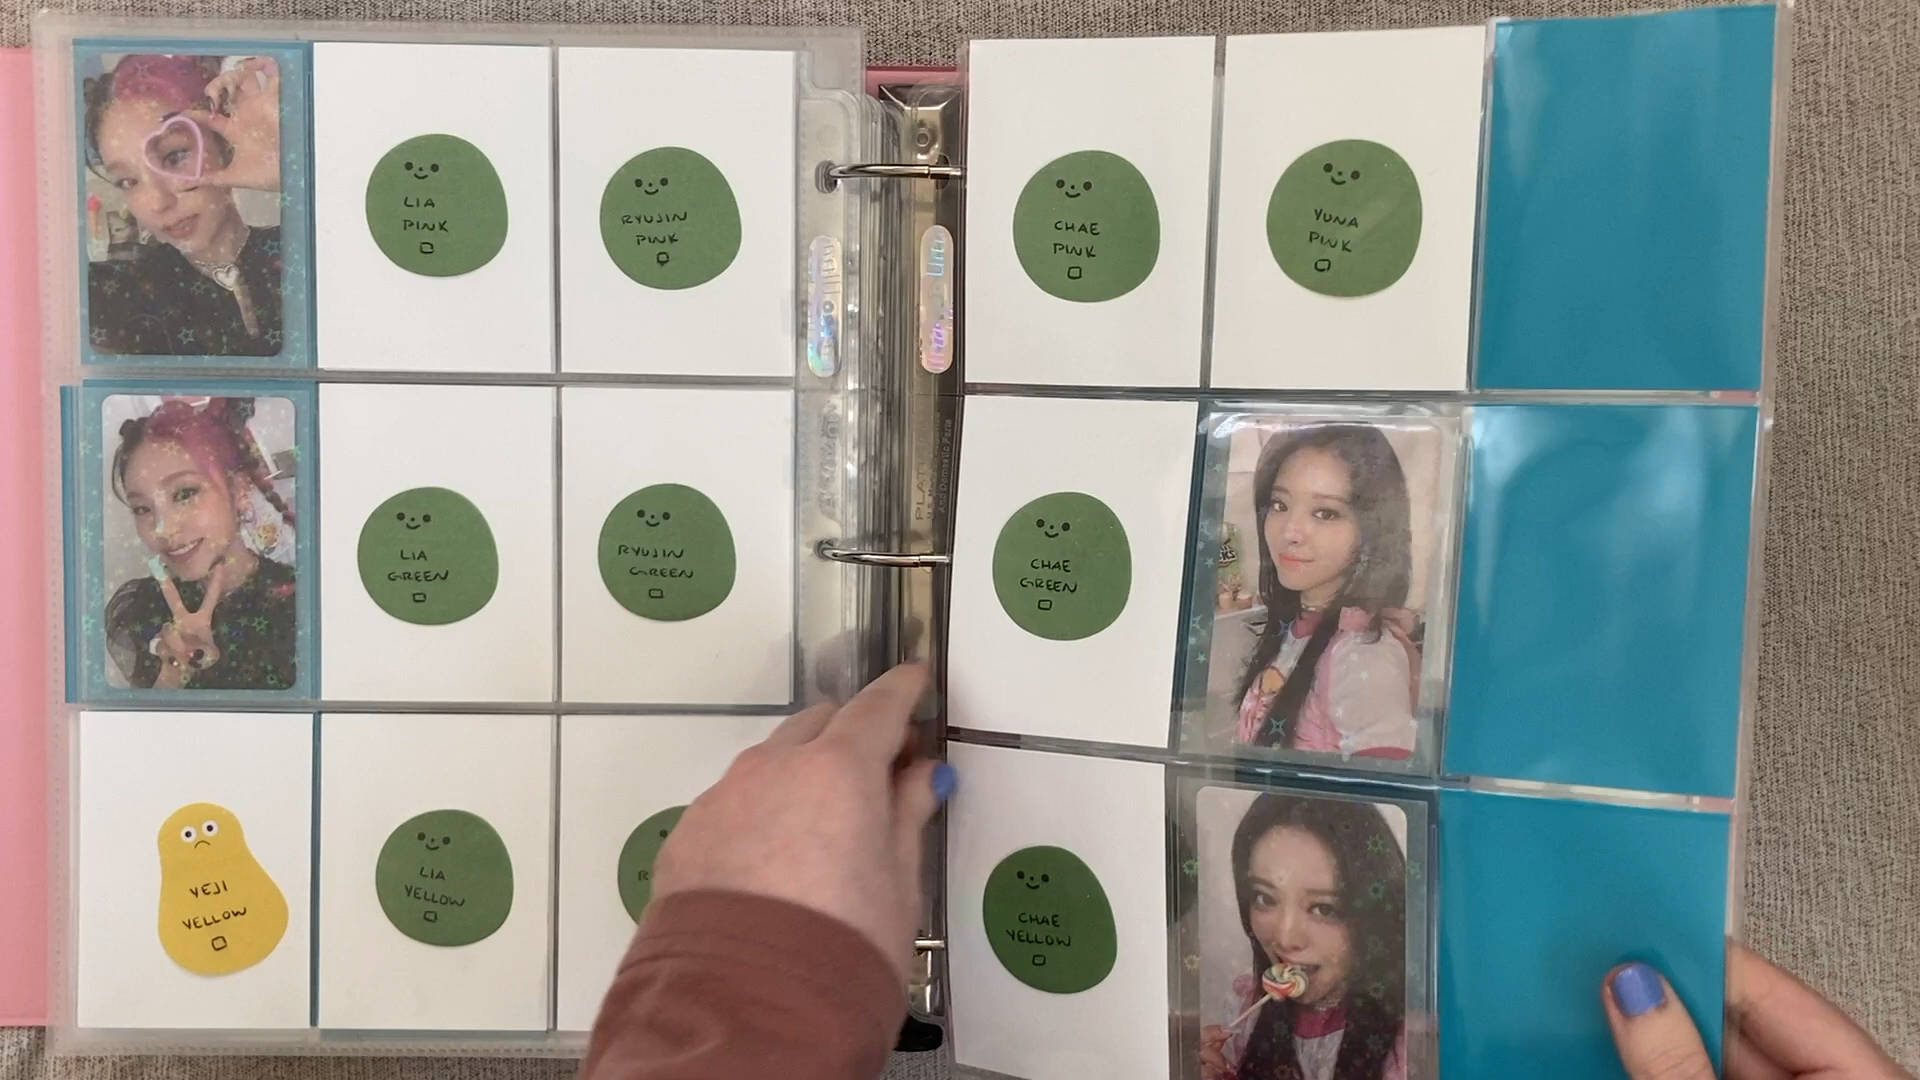 LIA
PINK
RYUJIN
PINK
CHAE
PINK
YUNA
PINK
LIA
GREEN
RYUJIN
GREEN
CHAE
GREEN
YEJI
YELLOW
LIA
YELLOW
R
CHAE
YELLOW